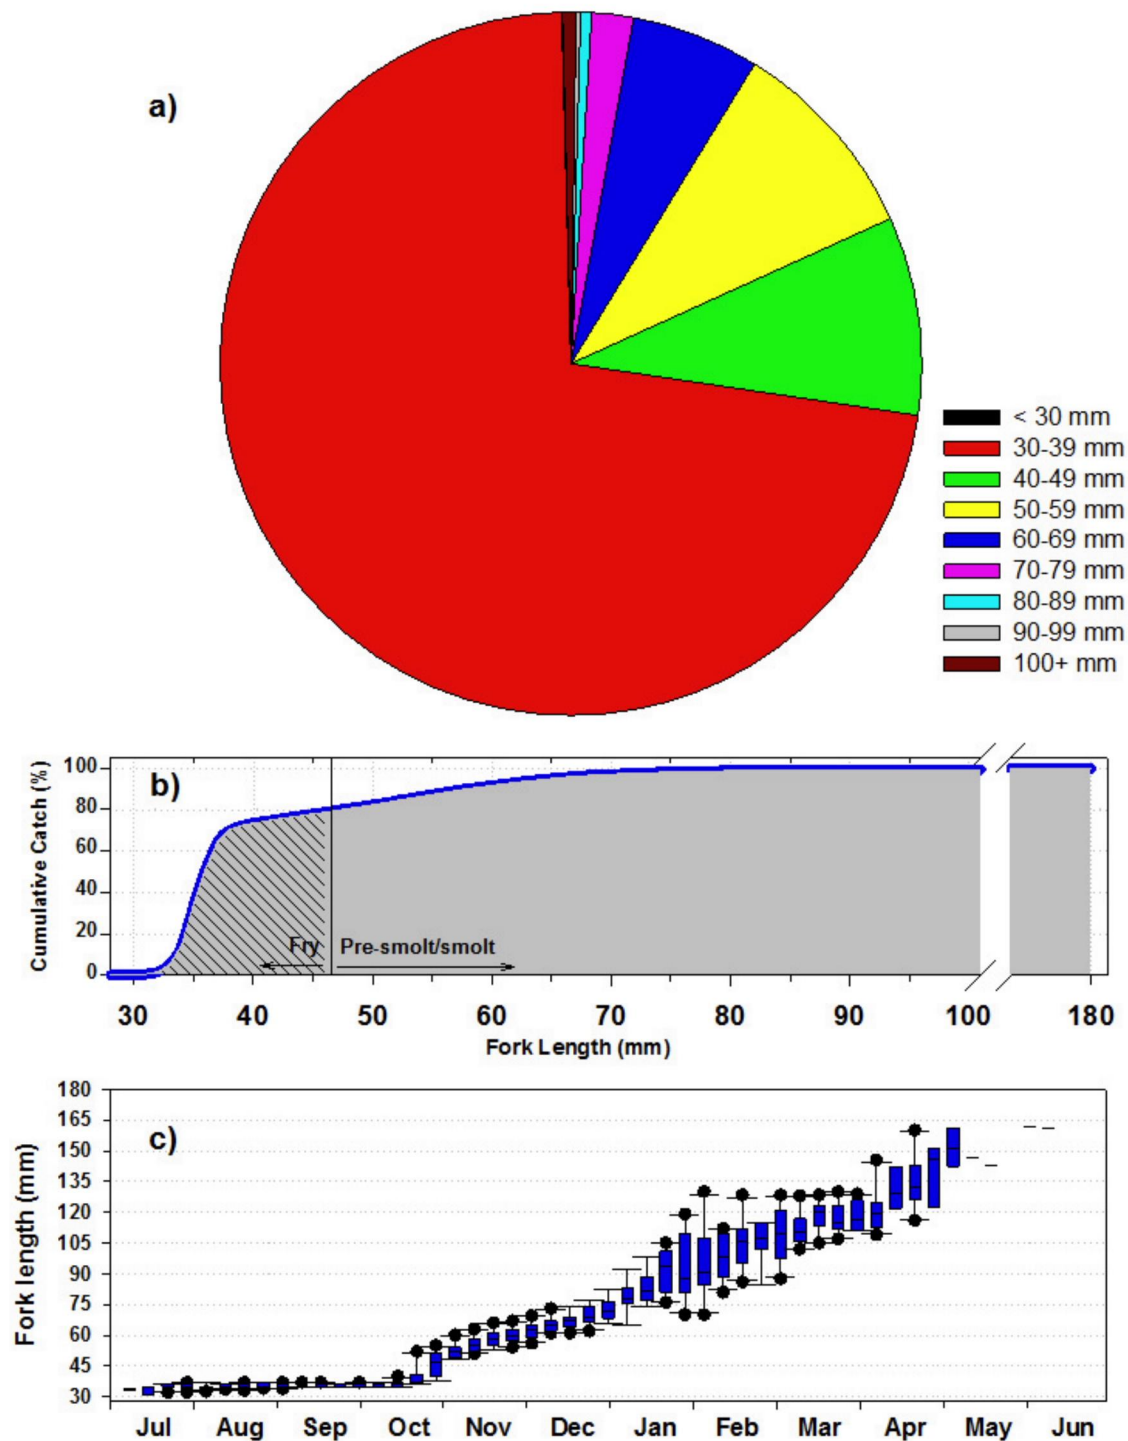 a)
< 30 mm
30-39 mm
40-49 mm
50-59 mm
60-69 mm
70-79 mm
80-89 mm
90-99 mm
100+ mm
b)
Cumulative Catch (%)
100
80
60
40
20
0
Fry
Pre-smolt/smolt
30 40 50 60 70 80 90 100 180
Fork Length (mm)
c)
Fork length (mm)
180
165
150
135
120
105
90
75
60
45
30
Jul Aug Sep Oct Nov Dec Jan Feb Mar Apr May Jun